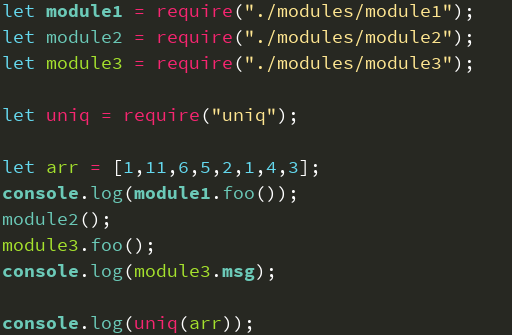 let module1 = require("./modules/module1");
let module2 = require("./modules/module2");
let module3 = require("./modules/module3");
let uniq = require("uniq");
let arr = [1,11,6,5,2,1,4,3];
console.log(module1.foo());
module2();
module3.foo();
console.log(module3.msg);
console.log(uniq(arr));